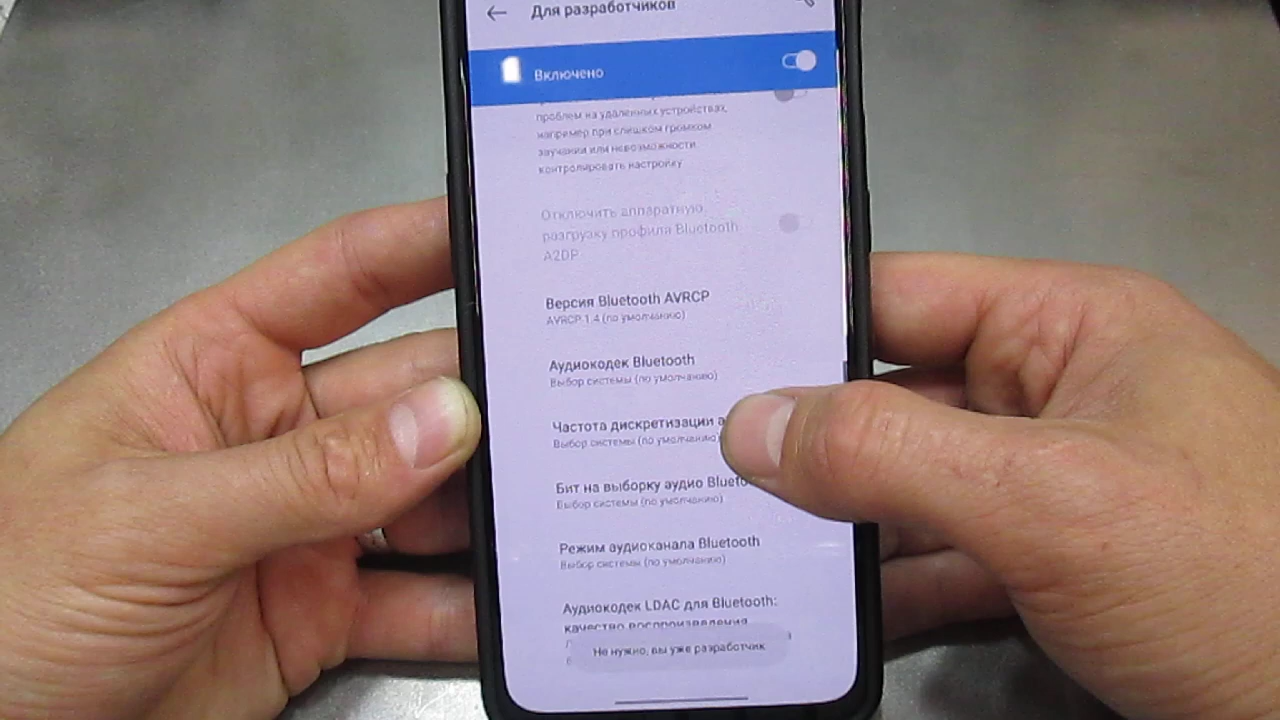 Для разработчиков
Включено
проблем на удаленных устройствах,
например при слишком громком
звучании или невозможности
контролировать настройку
Отключить аппаратную
разгрузку профиля Bluetooth
A2DP
Версия Bluetooth AVRCP
AVRCP 1.4 (по умолчанию)
Аудиокодек Bluetooth
Выбор системы (по умолчанию)
Частота дискретизации а
Выбор системы (по умолчанию)
Бит на выборку аудио Blueto
Выбор системы (по умолчанию)
Режим аудиоканала Bluetooth
Выбор системы (по умолчанию)
Аудиокодек LDAC для Bluetooth:
качество воспроизведения
Не нужно, вы уже разработчик